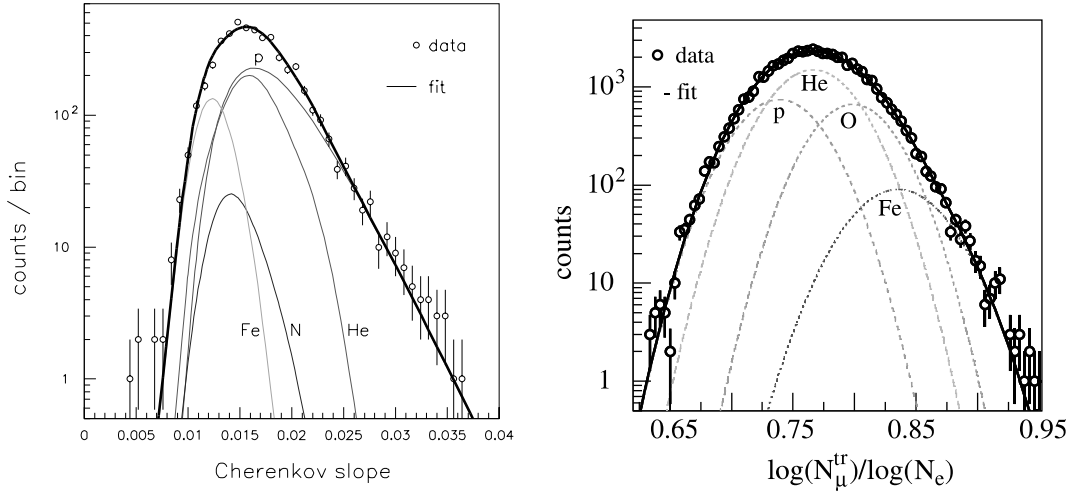 data
fit
p
Fe
N
He
counts / bin
10²
10
1
0
0.005
0.01
0.015
0.02
0.025
0.03
0.035
0.04
Cherenkov slope
data
- fit
He
p
O
Fe
counts
10³
10²
10
1
0.65
0.75
0.85
0.95
log(N_μ^tr)/log(N_e)